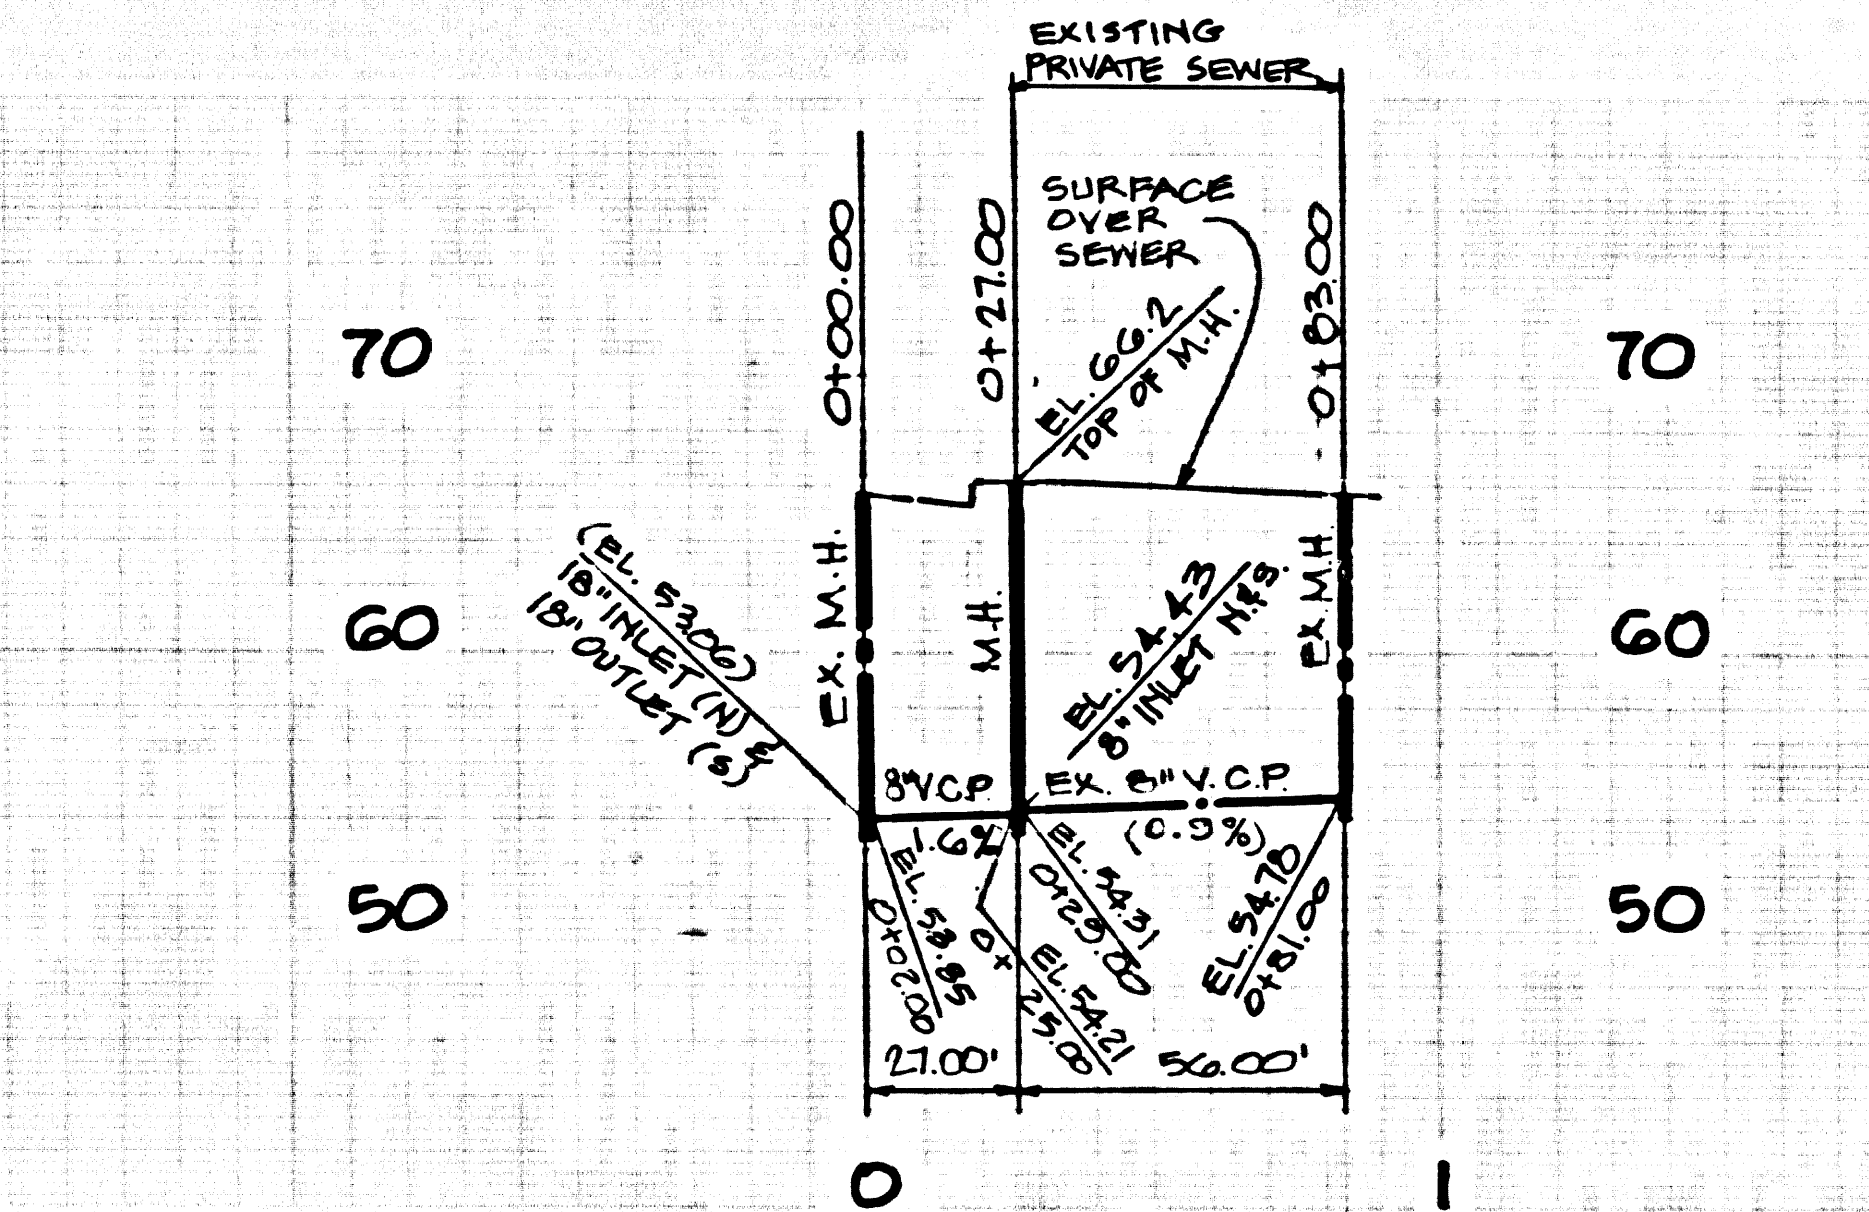 EXISTING
PRIVATE SEWER
0+00.00
0+27.00
0+83.00
SURFACE
OVER
SEWER
EL. 66.2
TOP OF M.H.
70
70
(EL. 53.06)
18" INLET (N) &
18" OUTLET (S)
EX. M.H.
M.H.
EL. 54.43
8" INLET N.&S.
EX. M.H.
60
60
8" V.C.P.
EX. 8" V.C.P.
1.6%
(0.9%)
50
50
EL. 53.85
0+02.00
EL. 54.21
0+25.00
EL. 54.31
0+29.00
EL. 54.78
0+81.00
27.00'
56.00'
0
1